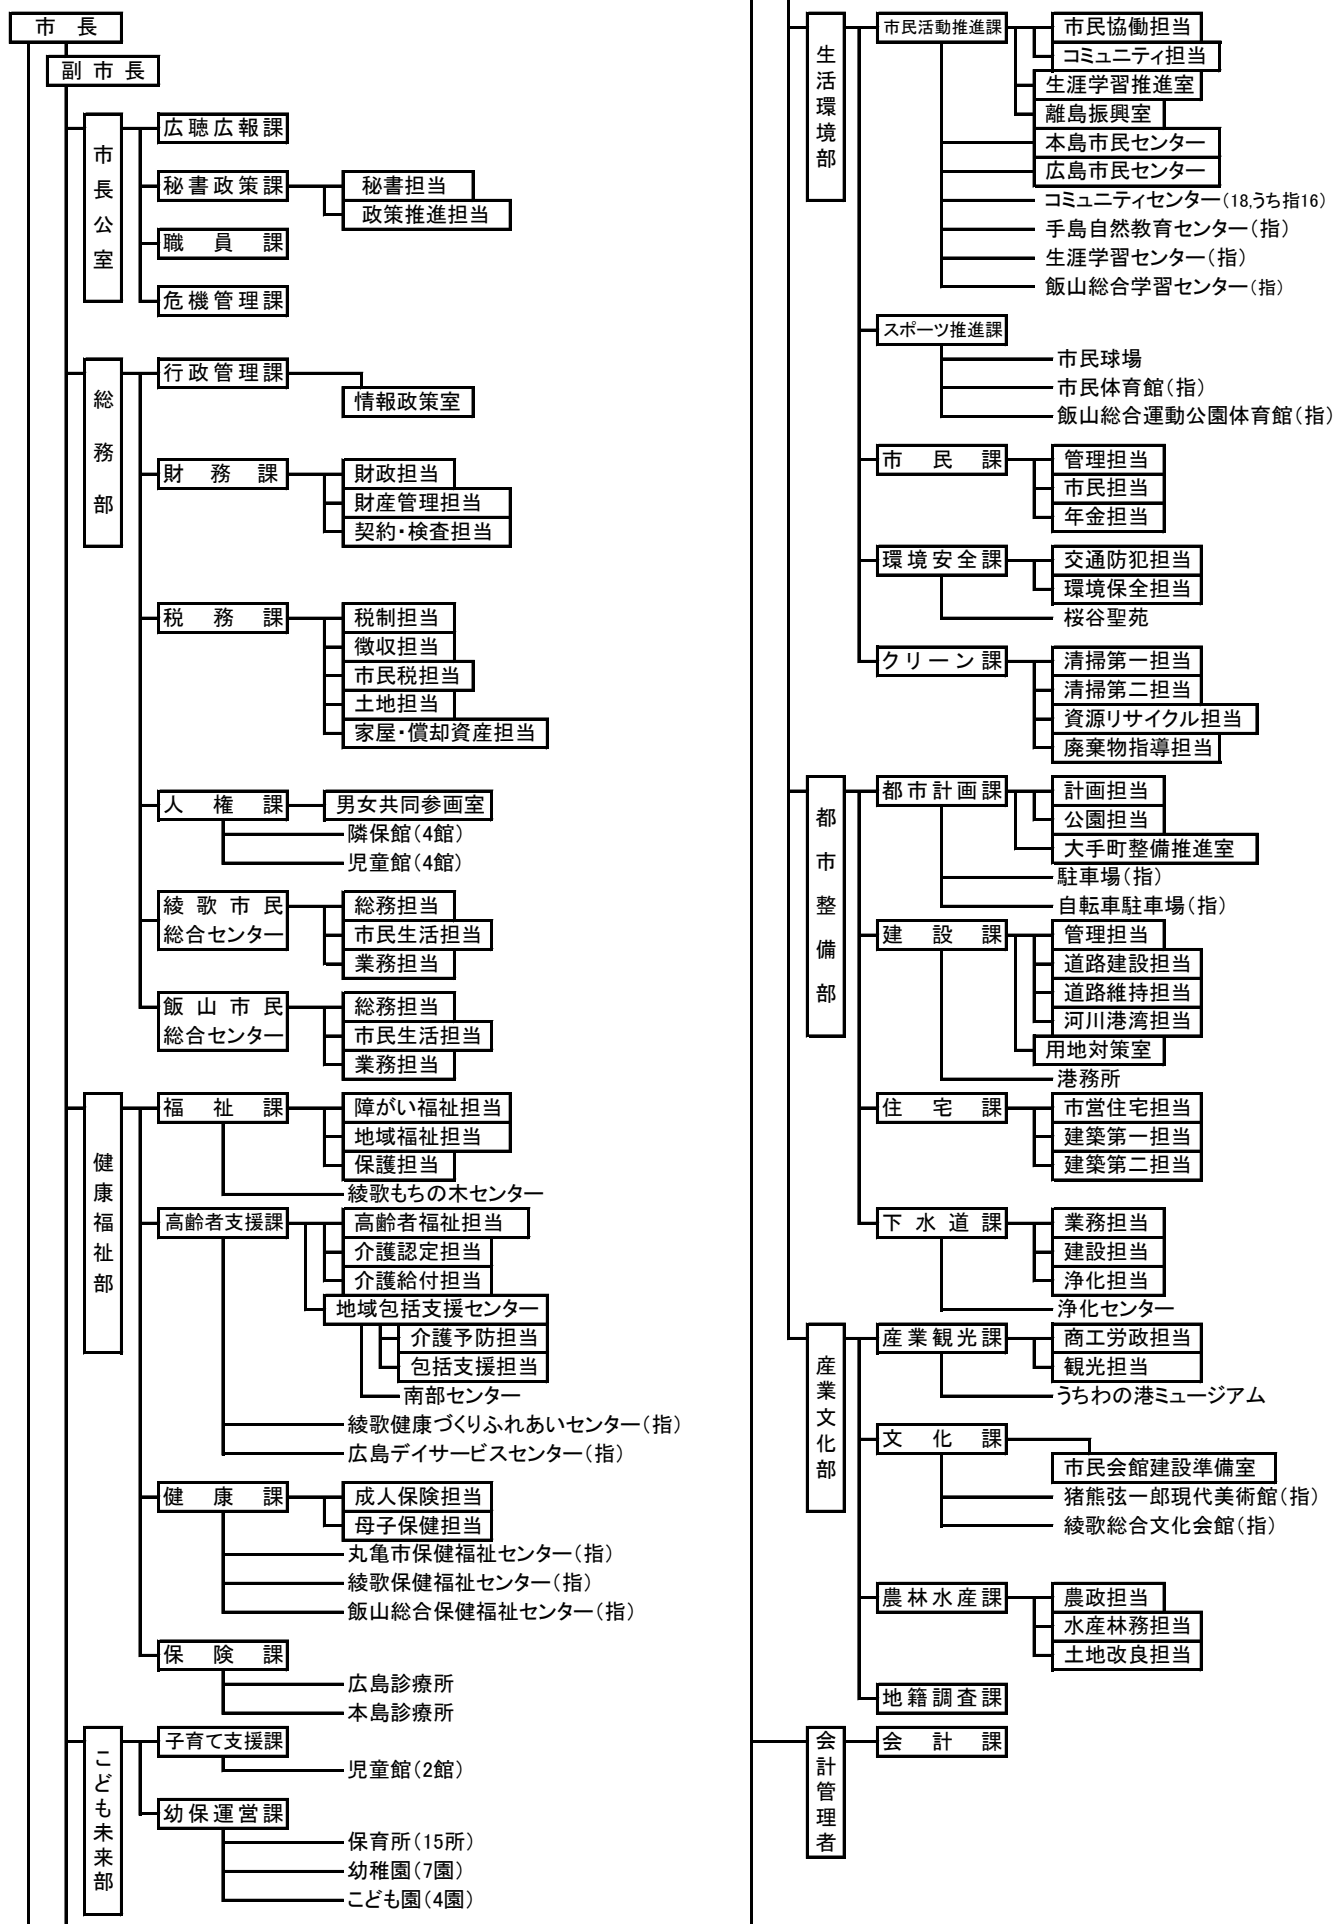 市長
副市長
市長公室
広聴広報課
秘書政策課
秘書担当
政策推進担当
職員課
危機管理課
総務部
行政管理課
情報政策室
財務課
財政担当
財産管理担当
契約・検査担当
税務課
税制担当
徴収担当
市民税担当
土地担当
家屋・償却資産担当
人権課
男女共同参画室
隣保館(4館)
児童館(4館)
綾歌市民
総合センター
総務担当
市民生活担当
業務担当
飯山市民
総合センター
総務担当
市民生活担当
業務担当
健康福祉部
福祉課
障がい福祉担当
地域福祉担当
保護担当
綾歌もちの木センター
高齢者支援課
高齢者福祉担当
介護認定担当
介護給付担当
地域包括支援センター
介護予防担当
包括支援担当
南部センター
綾歌健康づくりふれあいセンター(指)
広島デイサービスセンター(指)
健康課
成人保険担当
母子保健担当
丸亀市保健福祉センター(指)
綾歌保健福祉センター(指)
飯山総合保健福祉センター(指)
保険課
広島診療所
本島診療所
こども未来部
子育て支援課
児童館(2館)
幼保運営課
保育所(15所)
幼稚園(7園)
こども園(4園)
生活環境部
市民活動推進課
市民協働担当
コミュニティ担当
生涯学習推進室
離島振興室
本島市民センター
広島市民センター
コミュニティセンター(18,うち指16)
手島自然教育センター(指)
生涯学習センター(指)
飯山総合学習センター(指)
スポーツ推進課
市民球場
市民体育館(指)
飯山総合運動公園体育館(指)
市民課
管理担当
市民担当
年金担当
環境安全課
交通防犯担当
環境保全担当
桜谷聖苑
クリーン課
清掃第一担当
清掃第二担当
資源リサイクル担当
廃棄物指導担当
都市整備部
都市計画課
計画担当
公園担当
大手町整備推進室
駐車場(指)
自転車駐車場(指)
建設課
管理担当
道路建設担当
道路維持担当
河川港湾担当
用地対策室
港務所
住宅課
市営住宅担当
建築第一担当
建築第二担当
下水道課
業務担当
建設担当
浄化担当
浄化センター
産業文化部
産業観光課
商工労政担当
観光担当
うちわの港ミュージアム
文化課
市民会館建設準備室
猪熊弦一郎現代美術館(指)
綾歌総合文化会館(指)
農林水産課
農政担当
水産林務担当
土地改良担当
地籍調査課
会計管理者
会計課